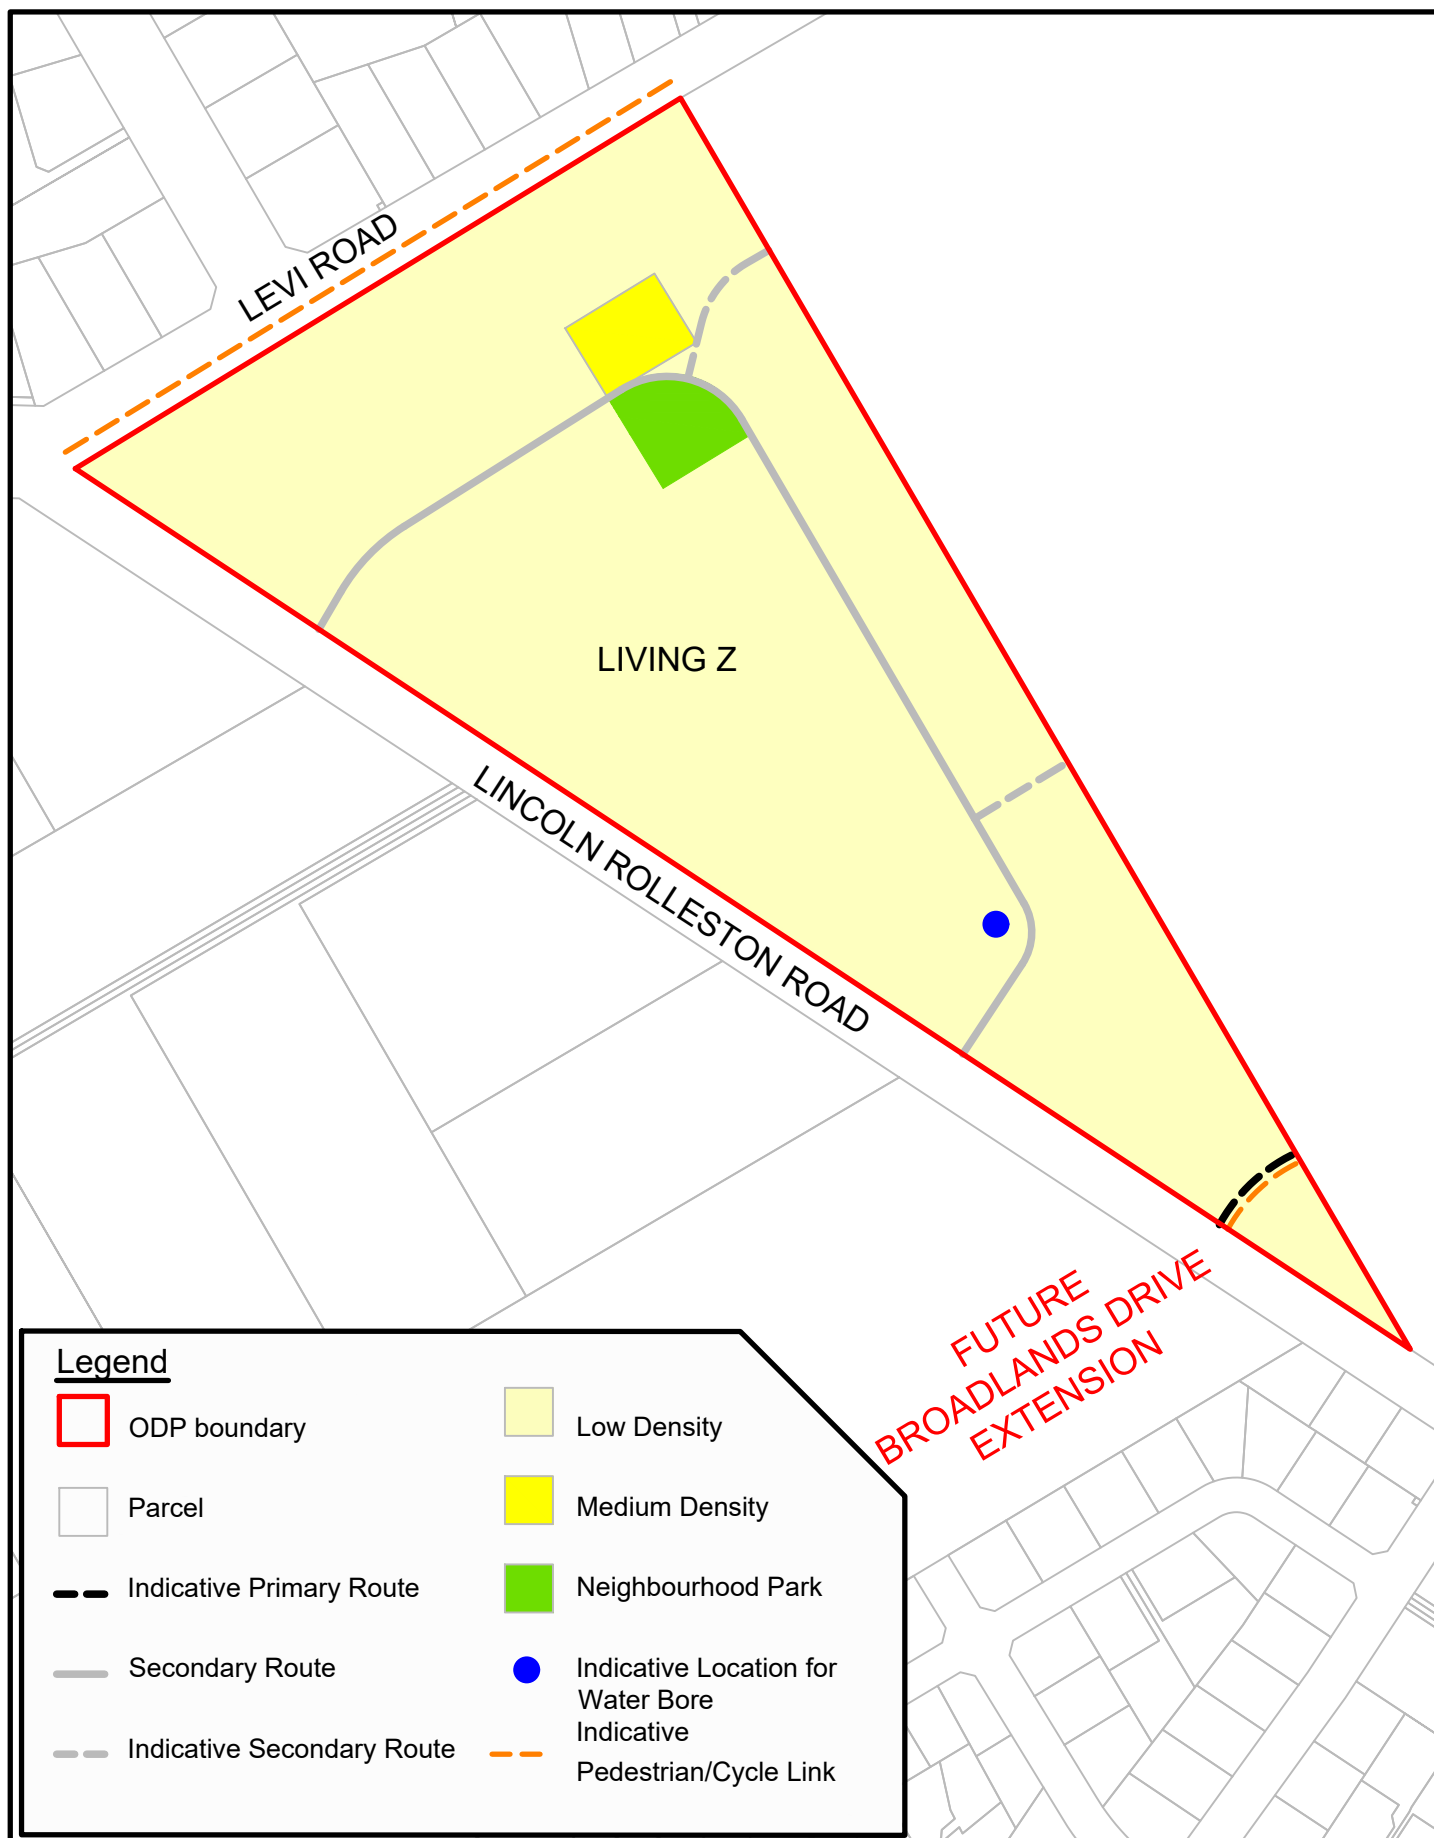 LEVI ROAD
LIVING Z
LINCOLN ROLLESTON ROAD
FUTURE
BROADLANDS DRIVE
EXTENSION
Legend
ODP boundary
Parcel
Indicative Primary Route
Secondary Route
Indicative Secondary Route
Low Density
Medium Density
Neighbourhood Park
Indicative Location for
Water Bore
Indicative
Pedestrian/Cycle Link